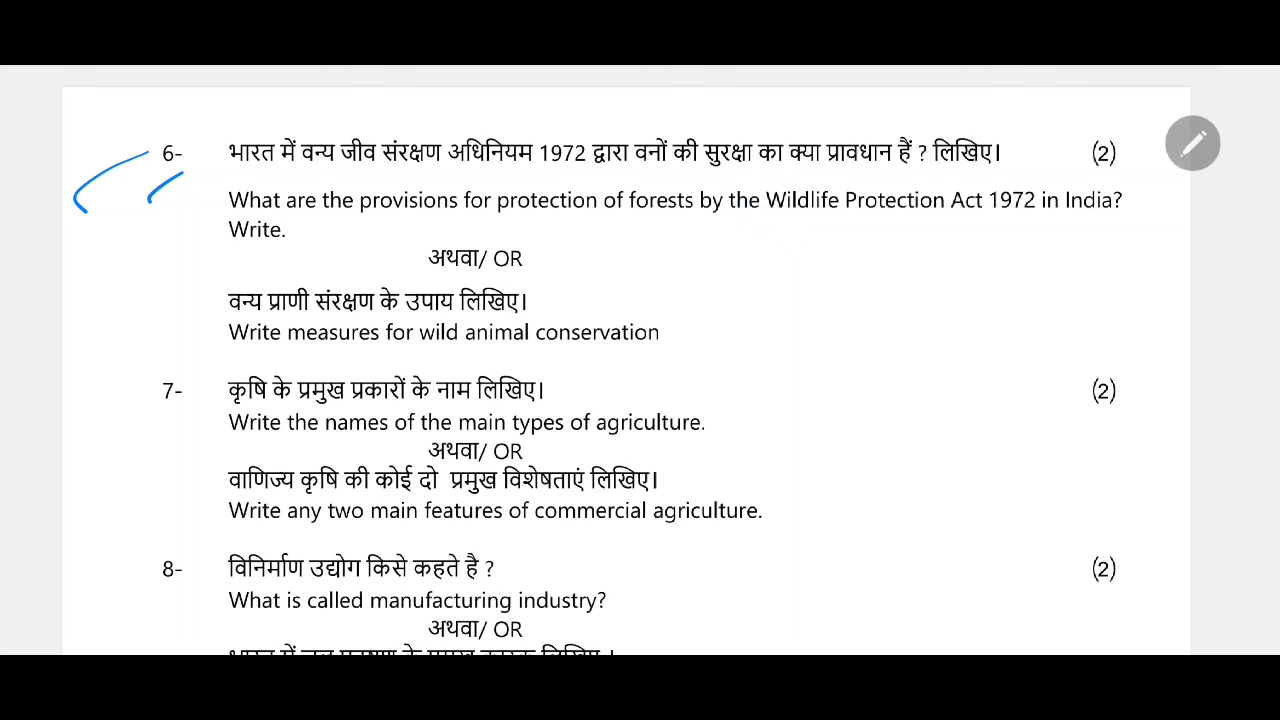 6- भारत में वन्य जीव संरक्षण अधिनियम 1972 द्वारा वनों की सुरक्षा का क्या प्रावधान हैं ? लिखिए। (2)
What are the provisions for protection of forests by the Wildlife Protection Act 1972 in India?
Write.
अथवा/ OR
वन्य प्राणी संरक्षण के उपाय लिखिए।
Write measures for wild animal conservation
7- कृषि के प्रमुख प्रकारों के नाम लिखिए। (2)
Write the names of the main types of agriculture.
अथवा/ OR
वाणिज्य कृषि की कोई दो प्रमुख विशेषताएं लिखिए।
Write any two main features of commercial agriculture.
8- विनिर्माण उद्योग किसे कहते है ? (2)
What is called manufacturing industry?
अथवा/ OR